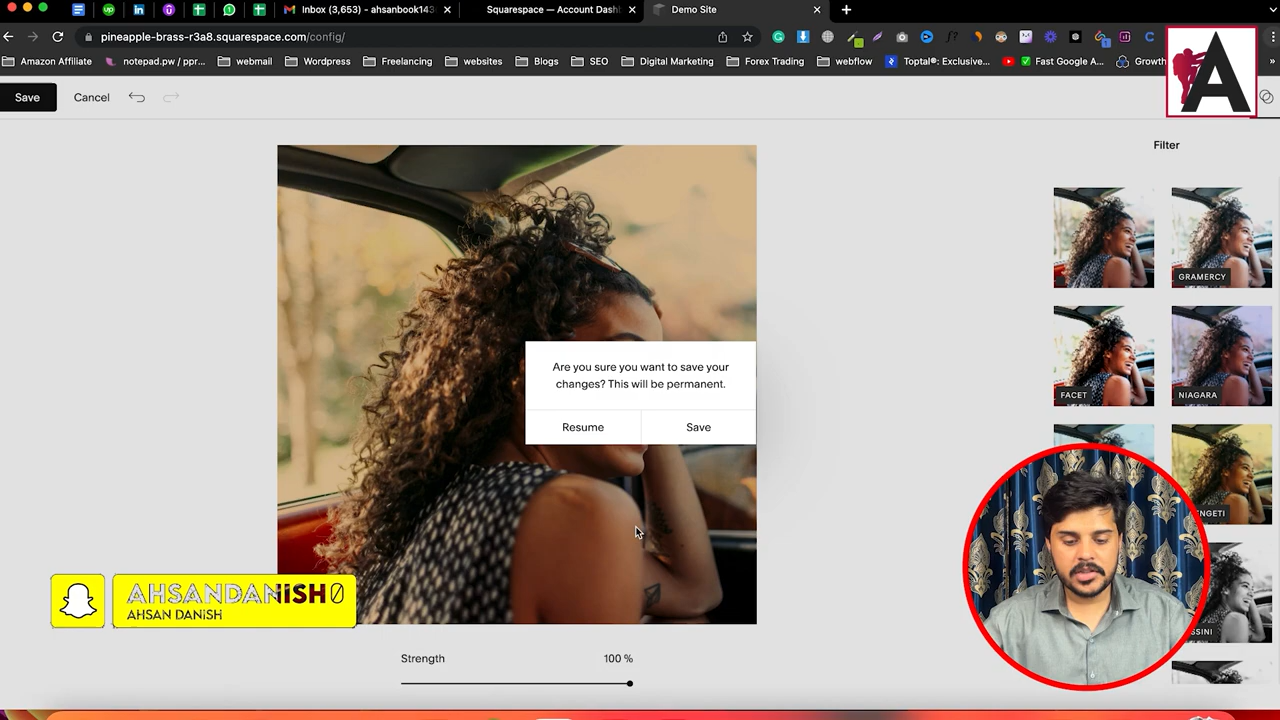 Inbox (3,653) - ahsanbook143
Squarespace — Account Dash
Demo Site
pineapple-brass-r3a8.squarespace.com/config/
Amazon Affiliate
notepad.pw / ppr...
webmail
Wordpress
Freelancing
websites
Blogs
SEO
Digital Marketing
Forex Trading
webflow
Toptal®: Exclusive...
Fast Google A...
Growth
A
Save
Cancel
Filter
GRAMERCY
FACET
NIAGARA
Are you sure you want to save your
changes? This will be permanent.
Resume
Save
AHSANDANISH0
AHSAN DANiSH
Strength
100 %